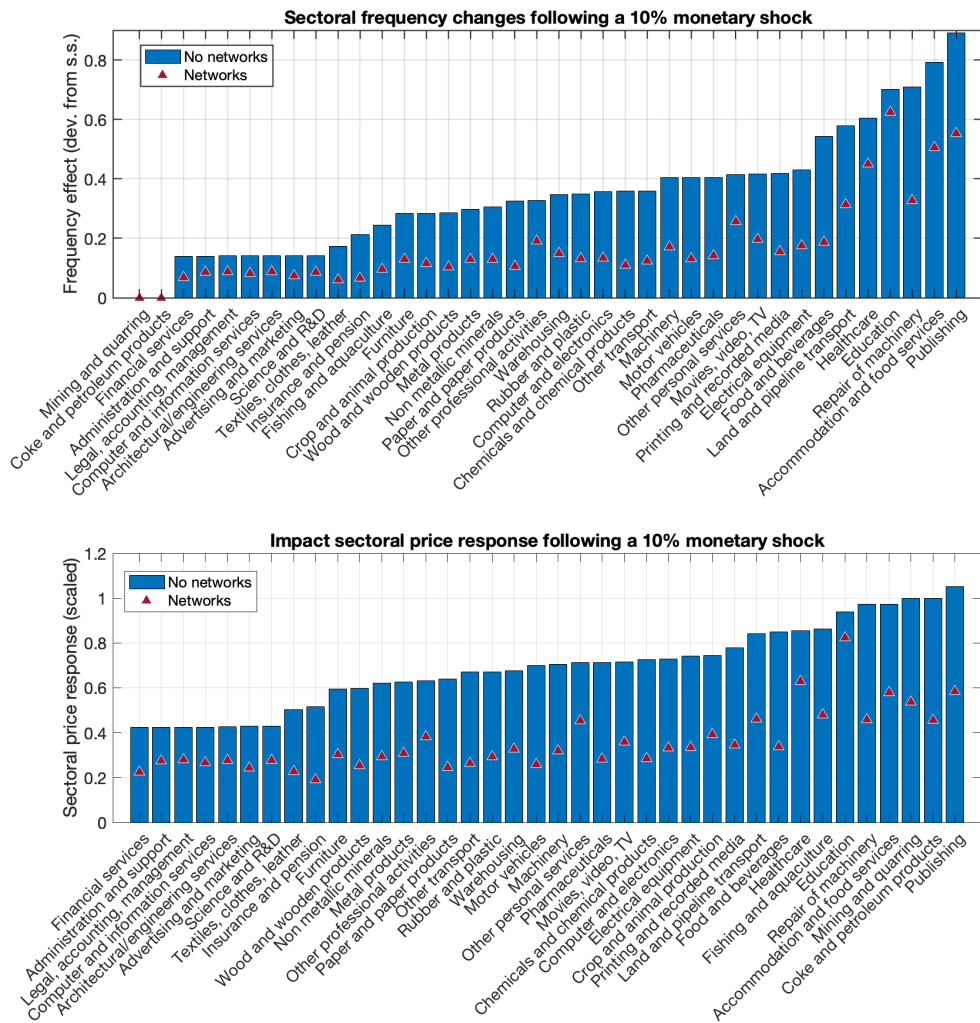 Sectoral frequency changes following a 10% monetary shock
Frequency effect (dev. from s.s.)
No networks
Networks
0.8
0.6
0.4
0.2
0
Mining and quarring
Coke and petroleum products
Financial services
Administration and support
Legal, accounting, management
Computer and information services
Architectural/engineering services
Advertising and marketing
Science and R&D
Textiles, clothes, leather
Insurance and pension
Fishing and aquaculture
Furniture
Crop and animal production
Wood and wooden products
Metal products
Non metallic minerals
Paper and paper products
Other professional activities
Warehousing
Rubber and plastic
Computer and electronics
Chemicals and chemical products
Other transport
Machinery
Motor vehicles
Pharmaceuticals
Other personal services
Movies, video, TV
Printing and recorded media
Electrical equipment
Food and beverages
Land and pipeline transport
Healthcare
Education
Repair of machinery
Accommodation and food services
Publishing
Impact sectoral price response following a 10% monetary shock
Sectoral price response (scaled)
No networks
Networks
1.2
1
0.8
0.6
0.4
0.2
0
Financial services
Administration and support
Legal, accounting, management
Computer and information services
Architectural/engineering services
Advertising and marketing
Science and R&D
Textiles, clothes, leather
Insurance and pension
Furniture
Wood and wooden products
Non metallic minerals
Metal products
Other professional activities
Paper and paper products
Other transport
Rubber and plastic
Warehousing
Motor vehicles
Machinery
Other personal services
Pharmaceuticals
Movies, video, TV
Chemicals and chemical products
Computer and electronics
Electrical equipment
Crop and animal production
Printing and recorded media
Land and pipeline transport
Food and beverages
Healthcare
Fishing and aquaculture
Education
Repair of machinery
Accommodation and food services
Mining and quarring
Coke and petroleum products
Publishing